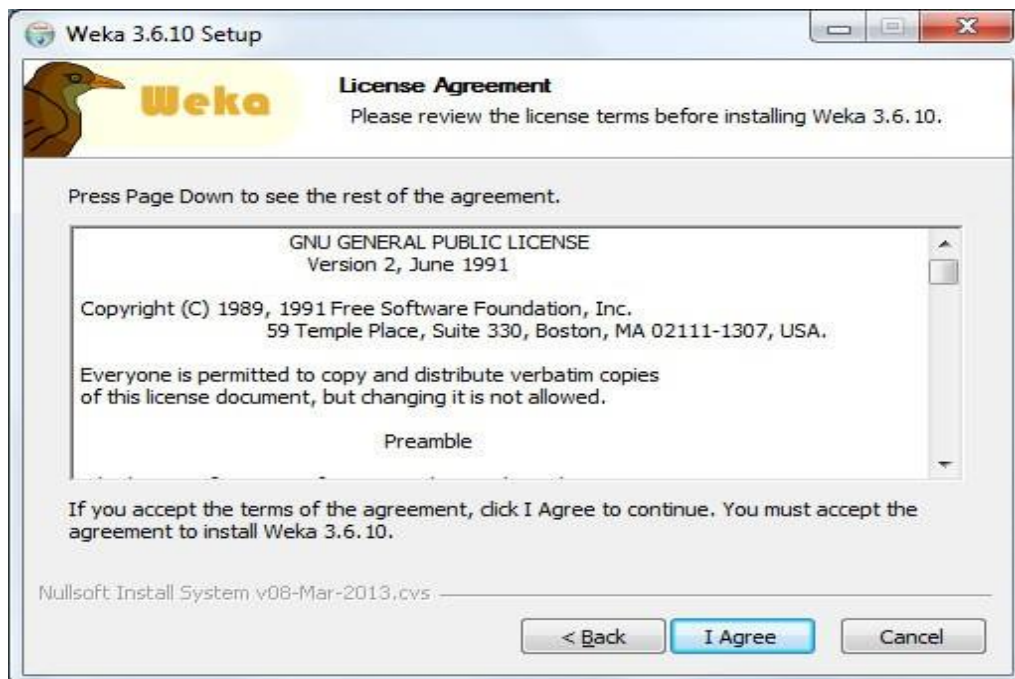 Weka 3.6.10 Setup
Weka
License Agreement
Please review the license terms before installing Weka 3.6.10.
Press Page Down to see the rest of the agreement.
GNU GENERAL PUBLIC LICENSE
Version 2, June 1991
Copyright (C) 1989, 1991 Free Software Foundation, Inc.
59 Temple Place, Suite 330, Boston, MA 02111-1307, USA.
Everyone is permitted to copy and distribute verbatim copies
of this license document, but changing it is not allowed.
Preamble
If you accept the terms of the agreement, click I Agree to continue. You must accept the
agreement to install Weka 3.6.10.
Nullsoft Install System v08-Mar-2013.cvs
< Back I Agree Cancel